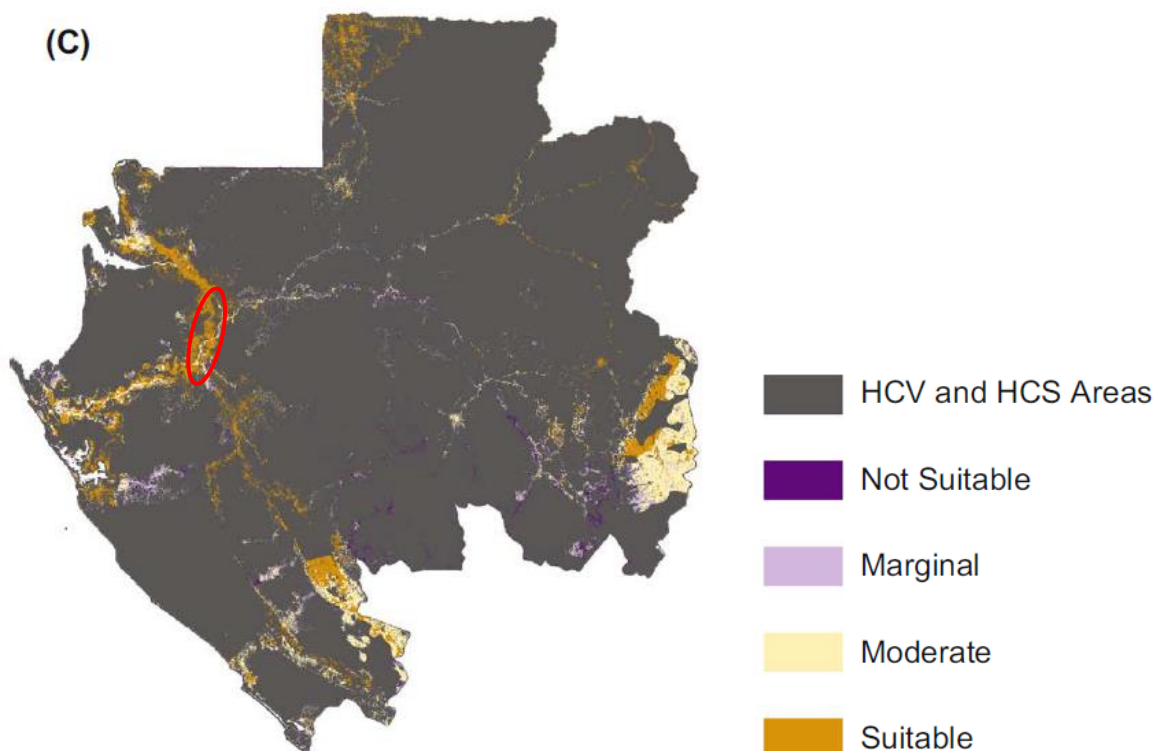 (C)
HCV and HCS Areas
Not Suitable
Marginal
Moderate
Suitable